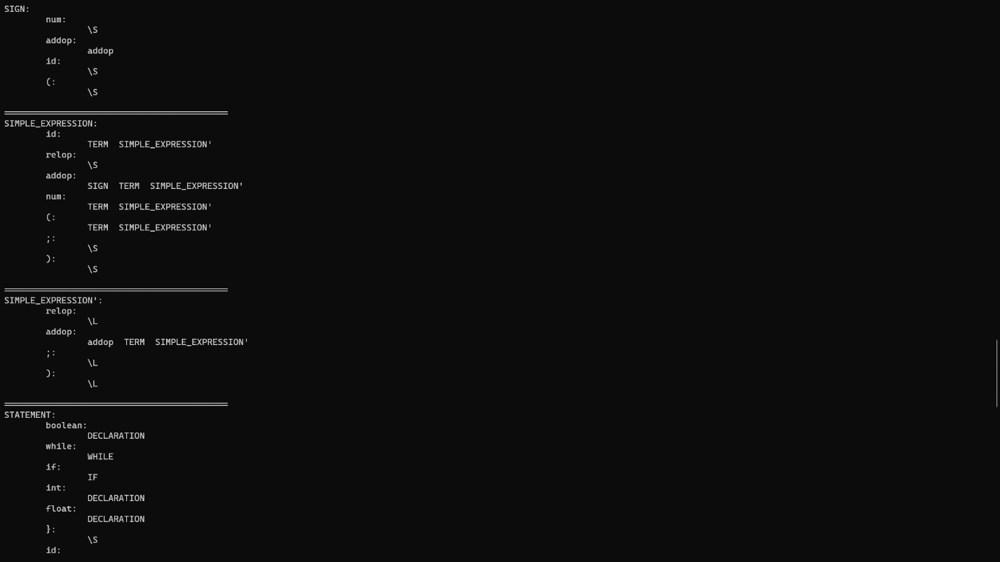 SIGN:
num:
\S
addop:
addop
id:
\S
(:
\S
SIMPLE_EXPRESSION:
id:
TERM  SIMPLE_EXPRESSION'
relop:
\S
addop:
SIGN  TERM  SIMPLE_EXPRESSION'
num:
TERM  SIMPLE_EXPRESSION'
(:
TERM  SIMPLE_EXPRESSION'
;:
\S
):
\S
SIMPLE_EXPRESSION':
relop:
\L
addop:
addop  TERM  SIMPLE_EXPRESSION'
;:
\L
):
\L
STATEMENT:
boolean:
DECLARATION
while:
WHILE
if:
IF
int:
DECLARATION
float:
DECLARATION
}:
\S
id: